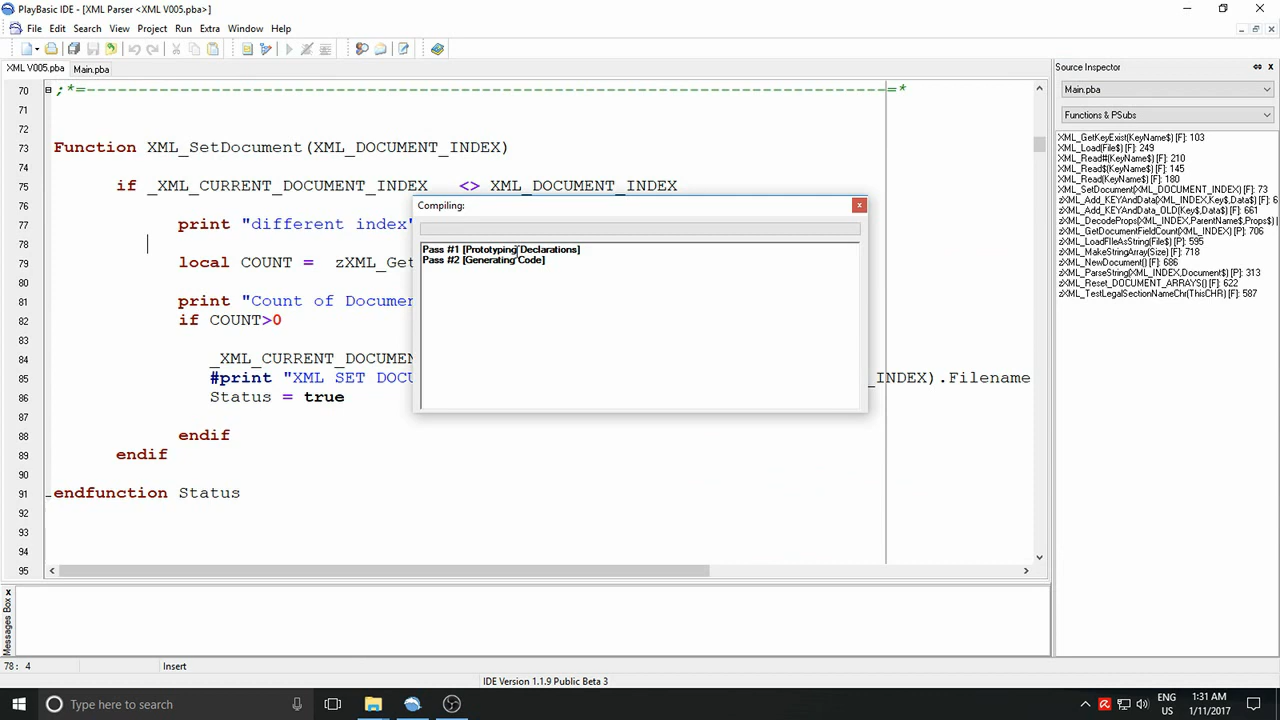 PlayBasic IDE - [XML Parser <XML V005.pba>]
File Edit Search View Project Run Extra Window Help
XML V005.pba Main.pba
70 ;*=-----------------------------------------------------------------------------=*
71
72
73 Function XML_SetDocument(XML_DOCUMENT_INDEX)
74
75 if _XML_CURRENT_DOCUMENT_INDEX <> XML_DOCUMENT_INDEX
76
77 print "different index"
78
79 local COUNT = zXML_Get
80
81 print "Count of Documen
82 if COUNT>0
83
84 _XML_CURRENT_DOCUMEN
85 #print "XML SET DOCU _INDEX).Filename
86 Status = true
87
88 endif
89 endif
90
91 endfunction Status
92
93
94
95
Compiling:
Pass #1 [Prototyping/Declarations]
Pass #2 [Generating Code]
Source Inspector
Main.pba
Functions & PSubs
XML_GetKeyExist(KeyName$) [F]: 103
XML_Load(File$) [F]: 249
XML_Read#(KeyName$) [F]: 210
XML_Read$(KeyName$) [F]: 145
XML_Read(KeyName$) [F]: 180
XML_SetDocument(XML_DOCUMENT_INDEX) [F]: 73
zXML_Add_KEYAndData(XML_INDEX,Key$,Data$) [F]: 6
zXML_Add_KEYAndData_OLD(Key$,Data$) [F]: 661
zXML_DecodeProps(XML_INDEX,ParentName$,Props$)
zXML_GetDocumentFieldCount(XML_INDEX) [P]: 706
zXML_LoadFIleAsString(File$) [F]: 595
zXML_MakeStringArray(Size) [F]: 718
zXML_NewDocument() [F]: 686
zXML_ParseString(XML_INDEX,Document$) [F]: 313
zXML_Reset_DOCUMENT_ARRAYS() [F]: 622
zXML_TestLegalSectionNameChr(ThisCHR) [F]: 587
Messages Box
78: 4 Insert
IDE Version 1.1.9 Public Beta 3
Type here to search
ENG
US
1:31 AM
1/11/2017